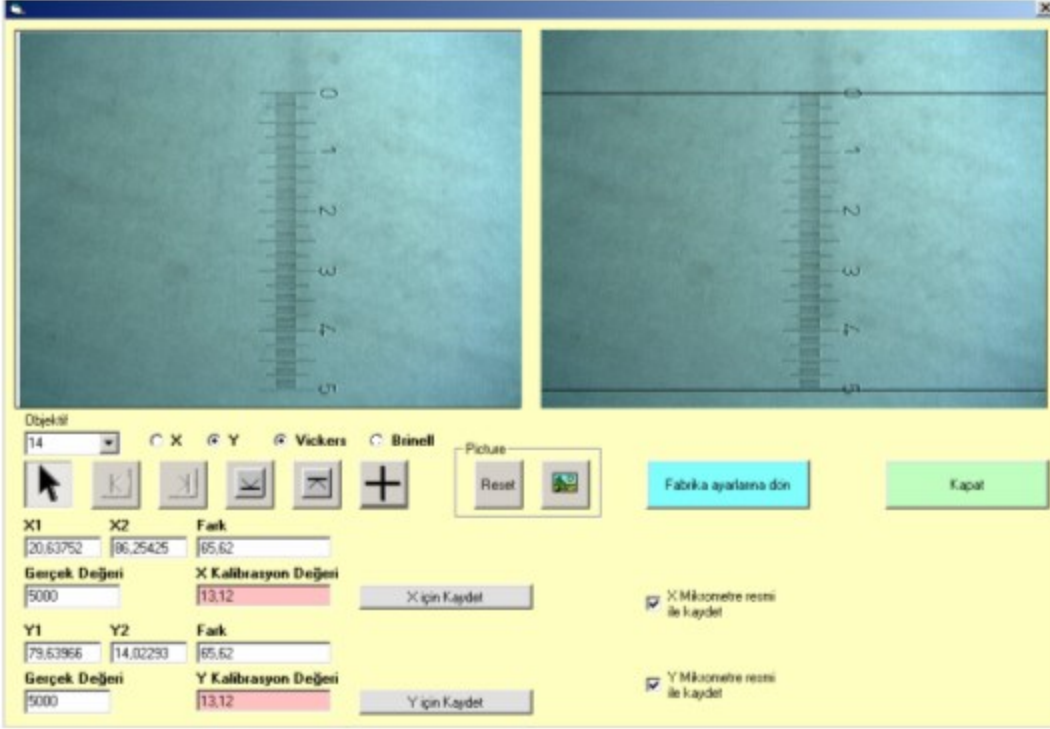 0 0
1 1
2 2
3 3
4 4
5 5
Objektif
14 X Y Vickers Brinell
Picture
Reset Fabrika ayarlarına dön Kapat
X1 X2 Fark
20,63752 86,25425 65,62
Gerçek Değeri X Kalibrasyon Değeri
5000 13,12 X için Kaydet
X Mikrometre resmi
ile kaydet
Y1 Y2 Fark
79,63966 14,02293 65,62
Gerçek Değeri Y Kalibrasyon Değeri
5000 13,12 Y için Kaydet
Y Mikrometre resmi
ile kaydet